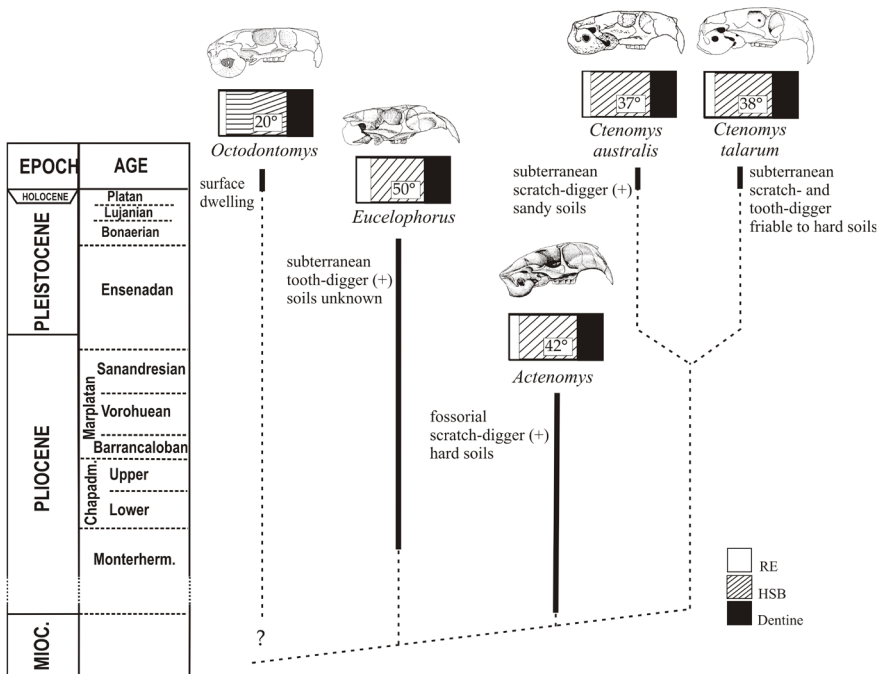 20°
Octodontomys
50°
Eucelophorus
37°
Ctenomys
australis
38°
Ctenomys
talarum
EPOCH
AGE
HOLOCENE
Platan
Lujanian
Bonaerian
PLEISTOCENE
Ensenadan
PLIOCENE
Marplatan
Sanandresian
Vorohuean
Barrancaloban
Chapadm.
Upper
Lower
Monterherm.
MIOC.
surface
dwelling
subterranean
tooth-digger (+)
soils unknown
subterranean
scratch-digger (+)
sandy soils
subterranean
scratch- and
tooth-digger
friable to hard soils
42°
Actenomys
fossorial
scratch-digger (+)
hard soils
?
RE
HSB
Dentine